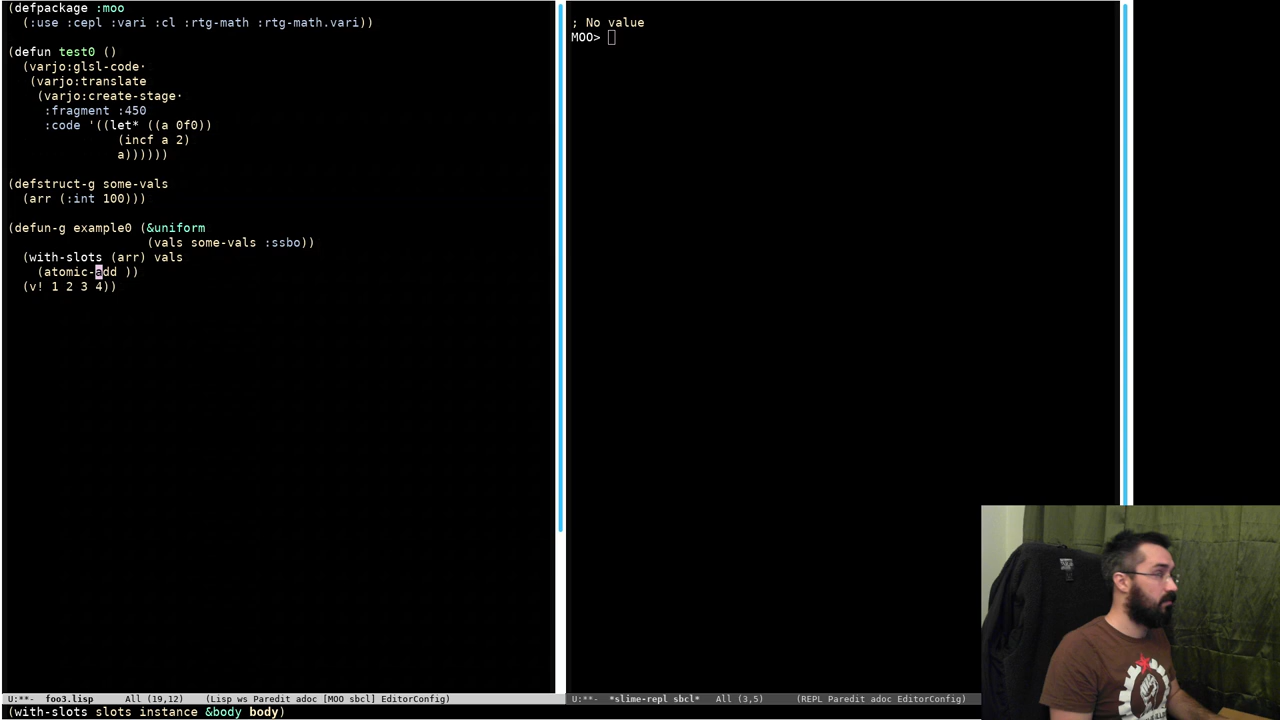 (defpackage :moo
  (:use :cepl :vari :cl :rtg-math :rtg-math.vari))
(defun test0 ()
  (varjo:glsl-code·
   (varjo:translate
    (varjo:create-stage·
     :fragment :450
     :code '((let* ((a 0f0))
               (incf a 2)
               a))))))
(defstruct-g some-vals
  (arr (:int 100)))
(defun-g example0 (&uniform
                   (vals some-vals :ssbo))
  (with-slots (arr) vals
    (atomic-add ))
  (v! 1 2 3 4))
U:**-  foo3.lisp      All (19,12)    (Lisp ws Paredit adoc [MOO sbcl] EditorConfig)
; No value
MOO>
U:**-  *slime-repl sbcl*   All (3,5)     (REPL Paredit adoc EditorConfig)
(with-slots slots instance &body body)